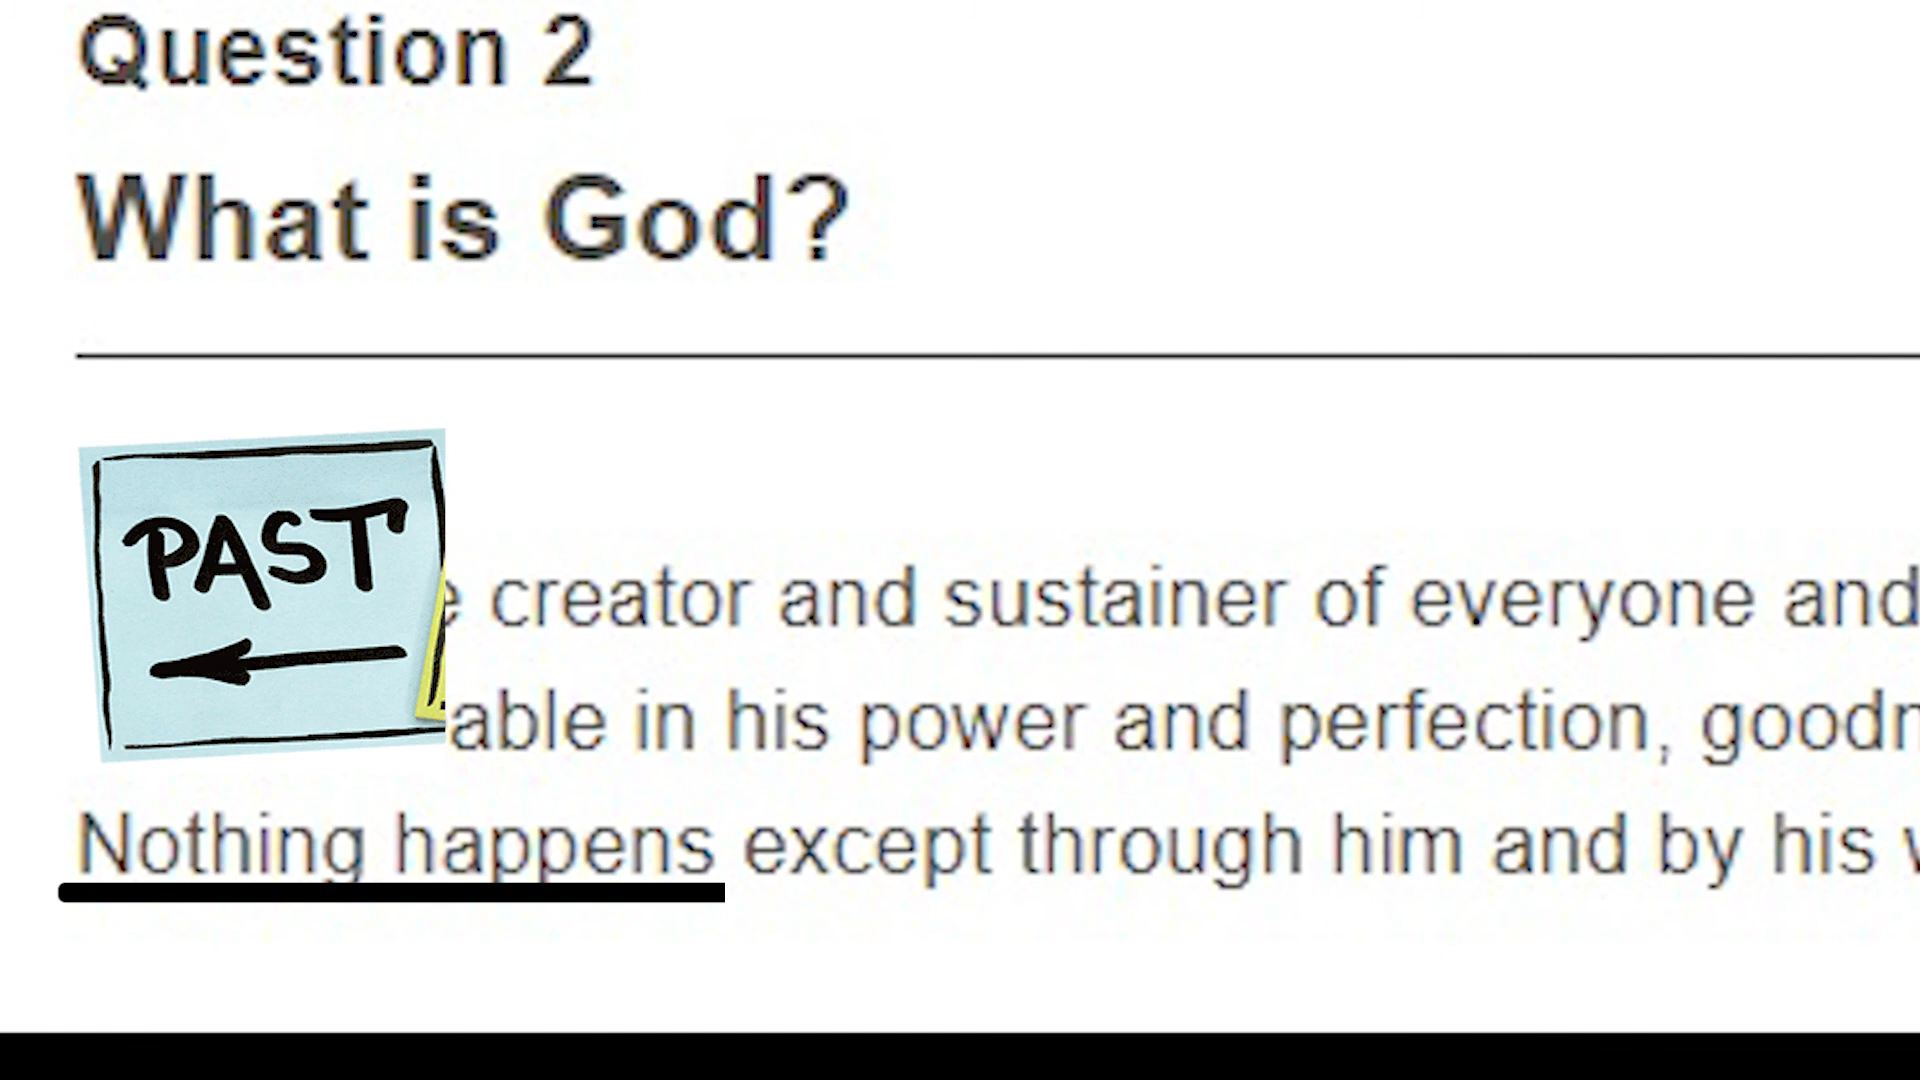 Question 2
What is God?
PAST
e creator and sustainer of everyone and
able in his power and perfection, goodn
Nothing happens except through him and by his